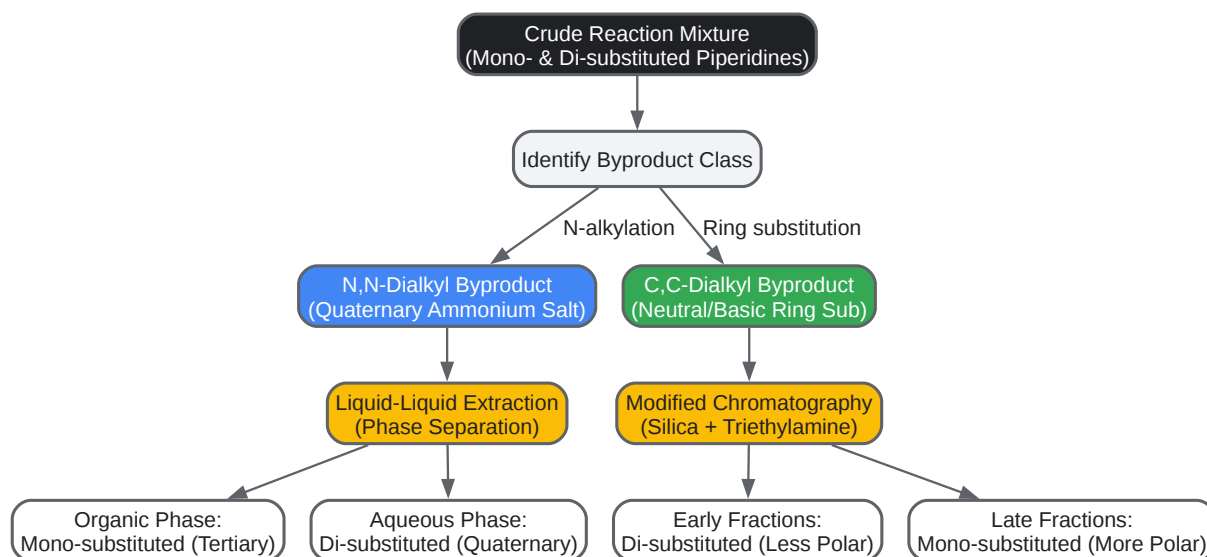 Crude Reaction Mixture
(Mono- & Di-substituted Piperidines)
Identify Byproduct Class
N-alkylation
Ring substitution
N,N-Dialkyl Byproduct
(Quaternary Ammonium Salt)
C,C-Dialkyl Byproduct
(Neutral/Basic Ring Sub)
Liquid-Liquid Extraction
(Phase Separation)
Modified Chromatography
(Silica + Triethylamine)
Organic Phase:
Mono-substituted (Tertiary)
Aqueous Phase:
Di-substituted (Quaternary)
Early Fractions:
Di-substituted (Less Polar)
Late Fractions:
Mono-substituted (More Polar)